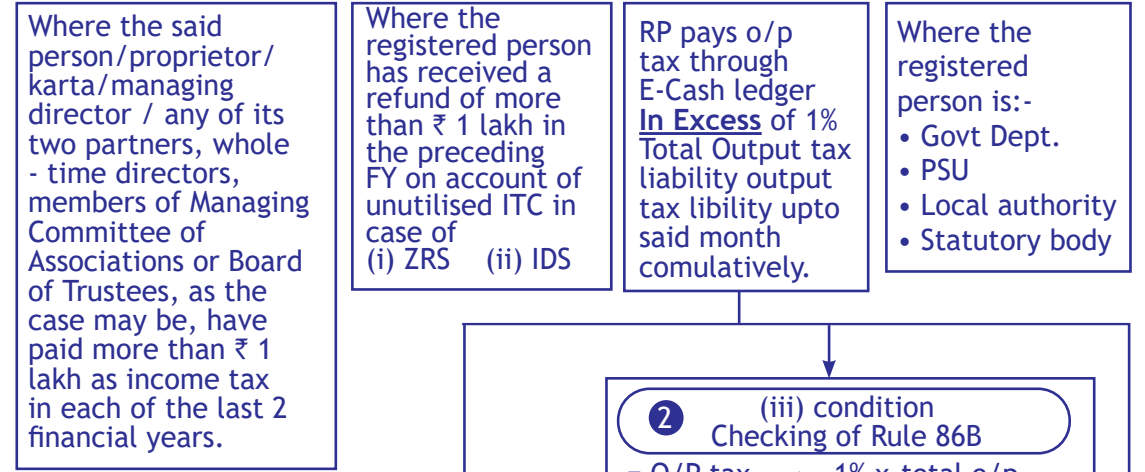 Where the said
person/proprietor/
karta/managing
director / any of its
two partners, whole
- time directors,
members of Managing
Committee of
Associations or Board
of Trustees, as the
case may be, have
paid more than ₹ 1
lakh as income tax
in each of the last 2
financial years.
Where the
registered person
has received a
refund of more
than ₹ 1 lakh in
the preceding
FY on account of
unutilised ITC in
case of
(i) ZRS (ii) IDS
RP pays o/p
tax through
E-Cash ledger
In Excess of 1%
Total Output tax
liability output
tax libility upto
said month
comulatively.
Where the
registered
person is:-
• Govt Dept.
• PSU
• Local authority
• Statutory body
2 (iii) condition
Checking of Rule 86B
O/P tax 1% x total o/p